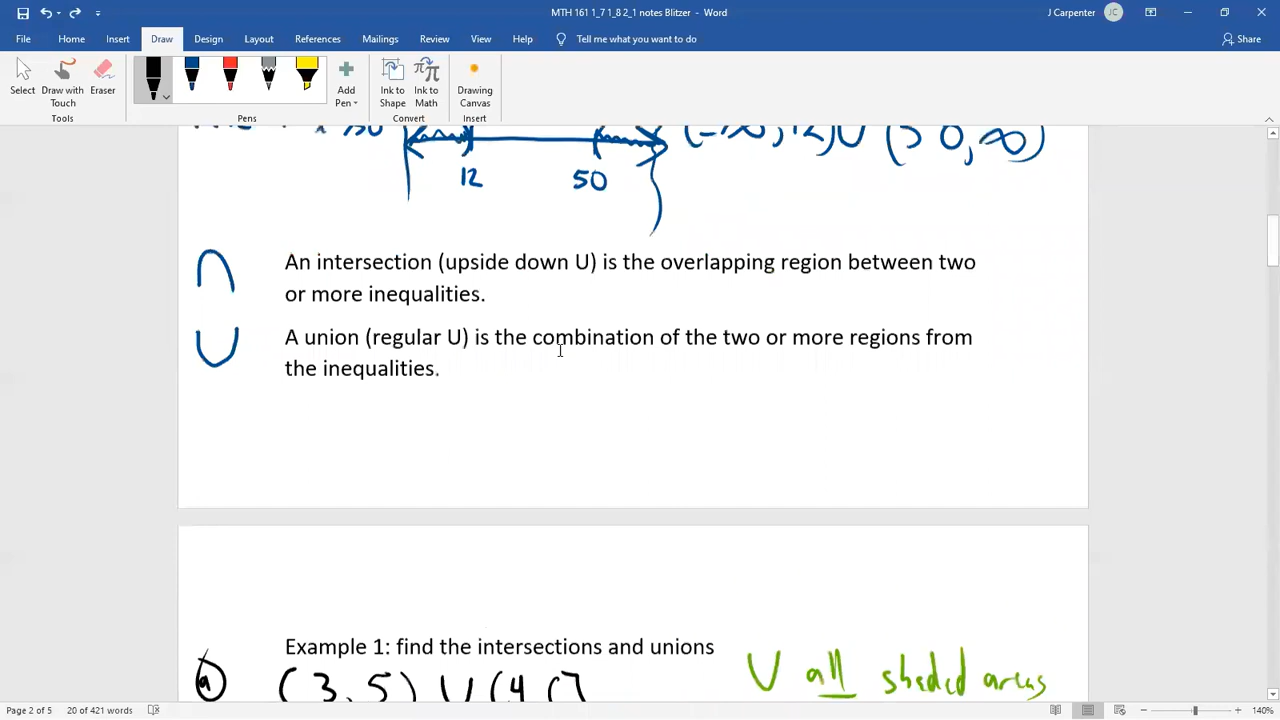 MTH 161 1_7 1_8 2_1 notes Blitzer - Word
J Carpenter JC
File Home Insert Draw Design Layout References Mailings Review View Help Tell me what you want to do Share
Select Draw with Touch Eraser Add Pen Ink to Shape Ink to Math Drawing Canvas
Tools Pens Convert Insert
50 (-∞, 12) ∪ (50, ∞)
12 50
∩ An intersection (upside down U) is the overlapping region between two
or more inequalities.
∪ A union (regular U) is the combination of the two or more regions from
the inequalities.
Example 1: find the intersections and unions
∪ all shaded areas
a (3, 5) ∪ (4,
Page 2 of 5 20 of 421 words 140%